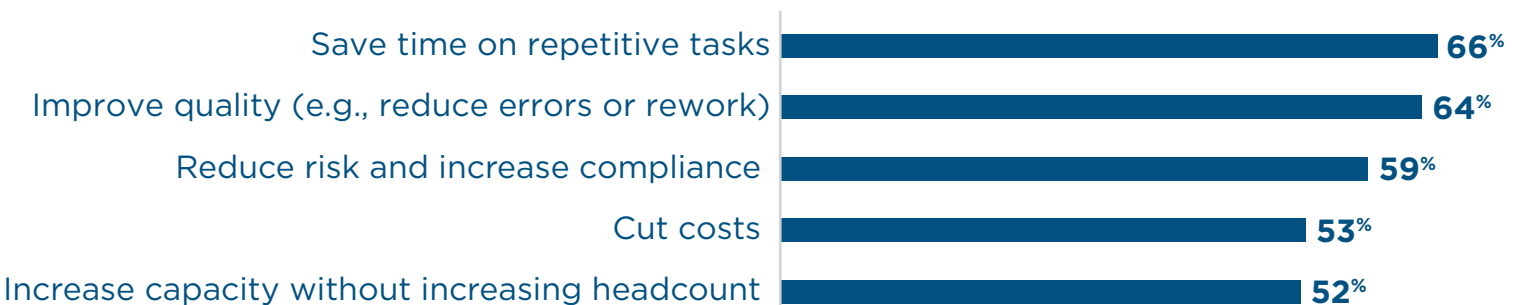 Save time on repetitive tasks 66%
Improve quality (e.g., reduce errors or rework) 64%
Reduce risk and increase compliance 59%
Cut costs 53%
Increase capacity without increasing headcount 52%